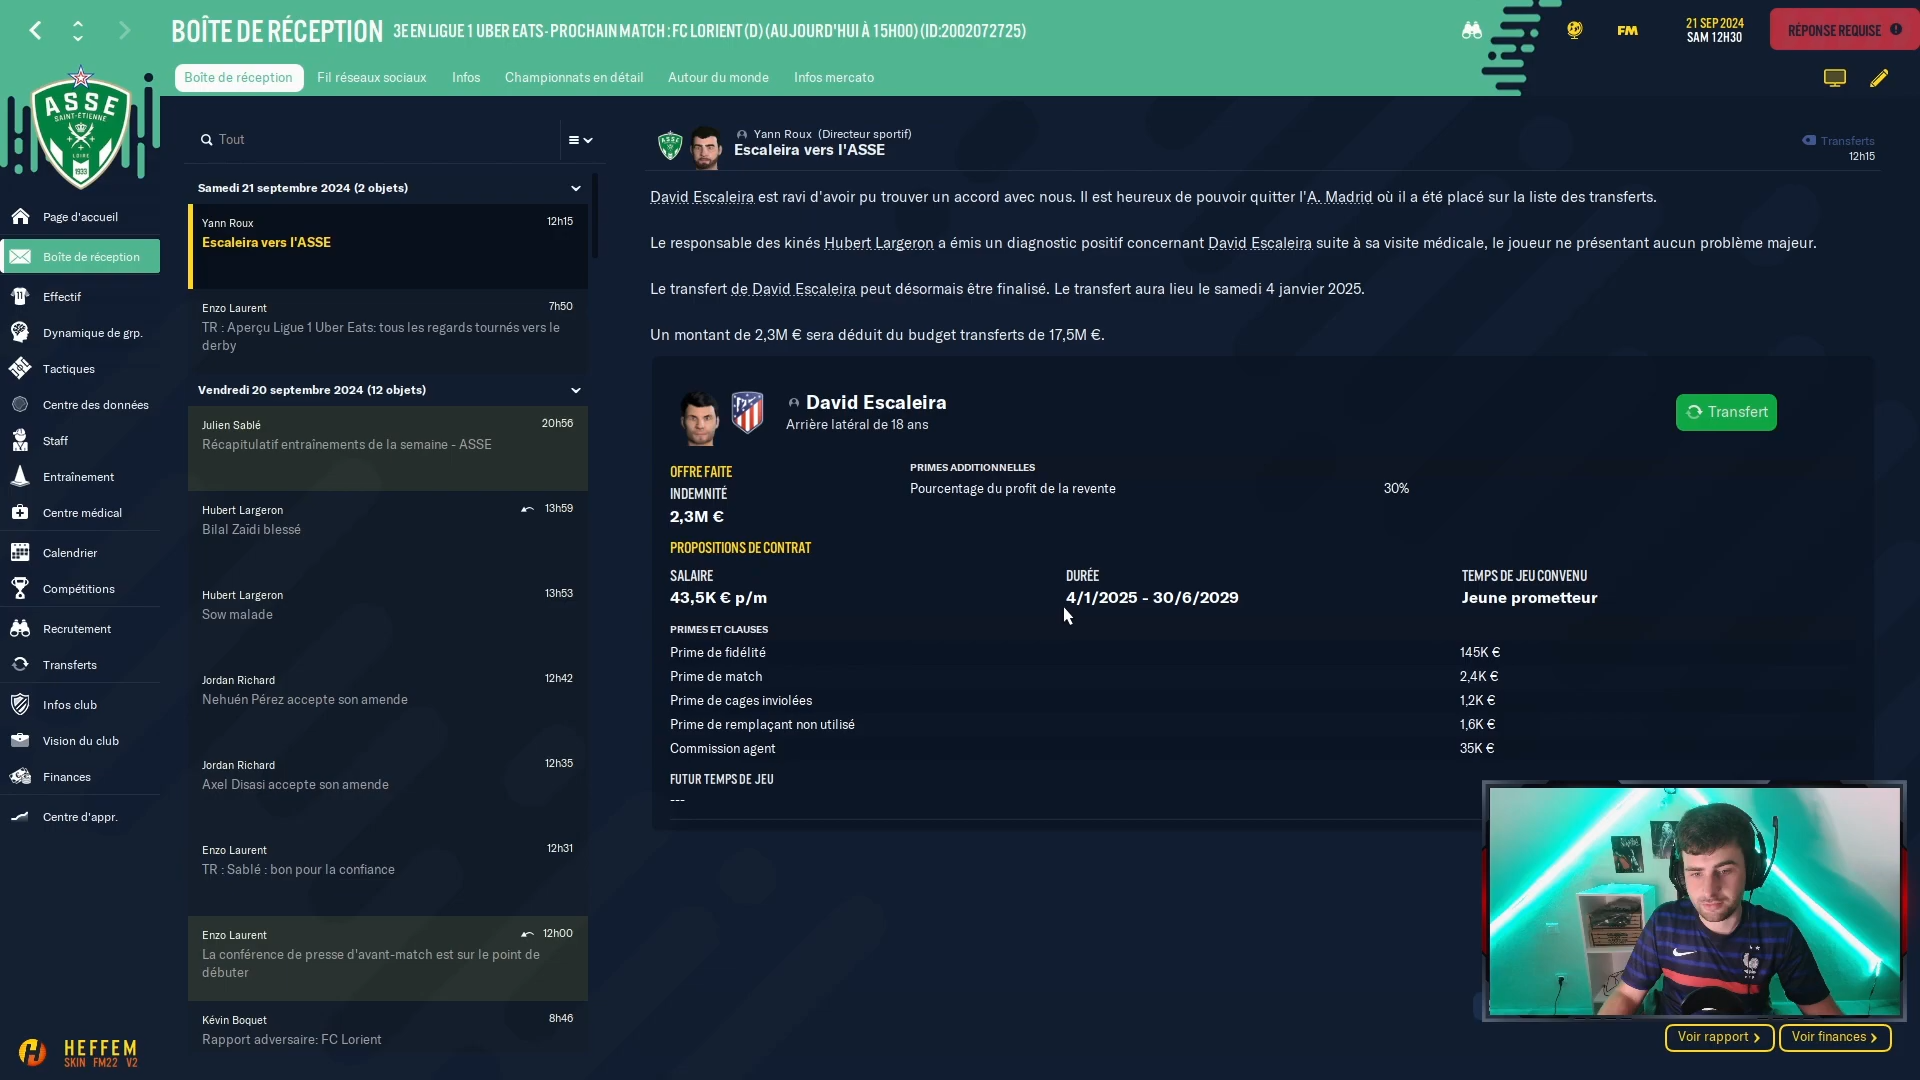 BOÎTE DE RÉCEPTION
3E EN LIGUE 1 UBER EATS - PROCHAIN MATCH : FC LORIENT (D) (AUJOURD'HUI À 15H00) (ID:2002072725)
FM
21 SEP 2024
SAM 12H30
RÉPONSE REQUISE
Boîte de réception
Fil réseaux sociaux
Infos
Championnats en détail
Autour du monde
Infos mercato
ASSE
SAINT-ÉTIENNE
LOIRE
1933
Page d'accueil
Boîte de réception
Effectif
Dynamique de grp.
Tactiques
Centre des données
Staff
Entraînement
Centre médical
Calendrier
Compétitions
Recrutement
Transferts
Infos club
Vision du club
Finances
Centre d'appr.
HEFFEM
SKIN FM22 V2
Tout
Samedi 21 septembre 2024 (2 objets)
Yann Roux
12h15
Escaleira vers l'ASSE
Enzo Laurent
7h50
TR : Aperçu Ligue 1 Uber Eats: tous les regards tournés vers le
derby
Vendredi 20 septembre 2024 (12 objets)
Julien Sablé
20h56
Récapitulatif entraînements de la semaine - ASSE
Hubert Largeron
13h59
Bilal Zaïdi blessé
Hubert Largeron
13h53
Sow malade
Jordan Richard
12h42
Nehuén Pérez accepte son amende
Jordan Richard
12h35
Axel Disasi accepte son amende
Enzo Laurent
12h31
TR : Sablé : bon pour la confiance
Enzo Laurent
12h00
La conférence de presse d'avant-match est sur le point de
débuter
Kévin Boquet
8h46
Rapport adversaire: FC Lorient
Yann Roux (Directeur sportif)
Escaleira vers l'ASSE
Transferts
12h15
David Escaleira est ravi d'avoir pu trouver un accord avec nous. Il est heureux de pouvoir quitter l'A. Madrid où il a été placé sur la liste des transferts.
Le responsable des kinés Hubert Largeron a émis un diagnostic positif concernant David Escaleira suite à sa visite médicale, le joueur ne présentant aucun problème majeur.
Le transfert de David Escaleira peut désormais être finalisé. Le transfert aura lieu le samedi 4 janvier 2025.
Un montant de 2,3M € sera déduit du budget transferts de 17,5M €.
David Escaleira
Arrière latéral de 18 ans
Transfert
OFFRE FAITE
INDEMNITÉ
2,3M €
PRIMES ADDITIONNELLES
Pourcentage du profit de la revente
30%
PROPOSITIONS DE CONTRAT
SALAIRE
43,5K € p/m
DURÉE
4/1/2025 - 30/6/2029
TEMPS DE JEU CONVENU
Jeune prometteur
PRIMES ET CLAUSES
Prime de fidélité
145K €
Prime de match
2,4K €
Prime de cages inviolées
1,2K €
Prime de remplaçant non utilisé
1,6K €
Commission agent
35K €
FUTUR TEMPS DE JEU
---
Voir rapport
Voir finances